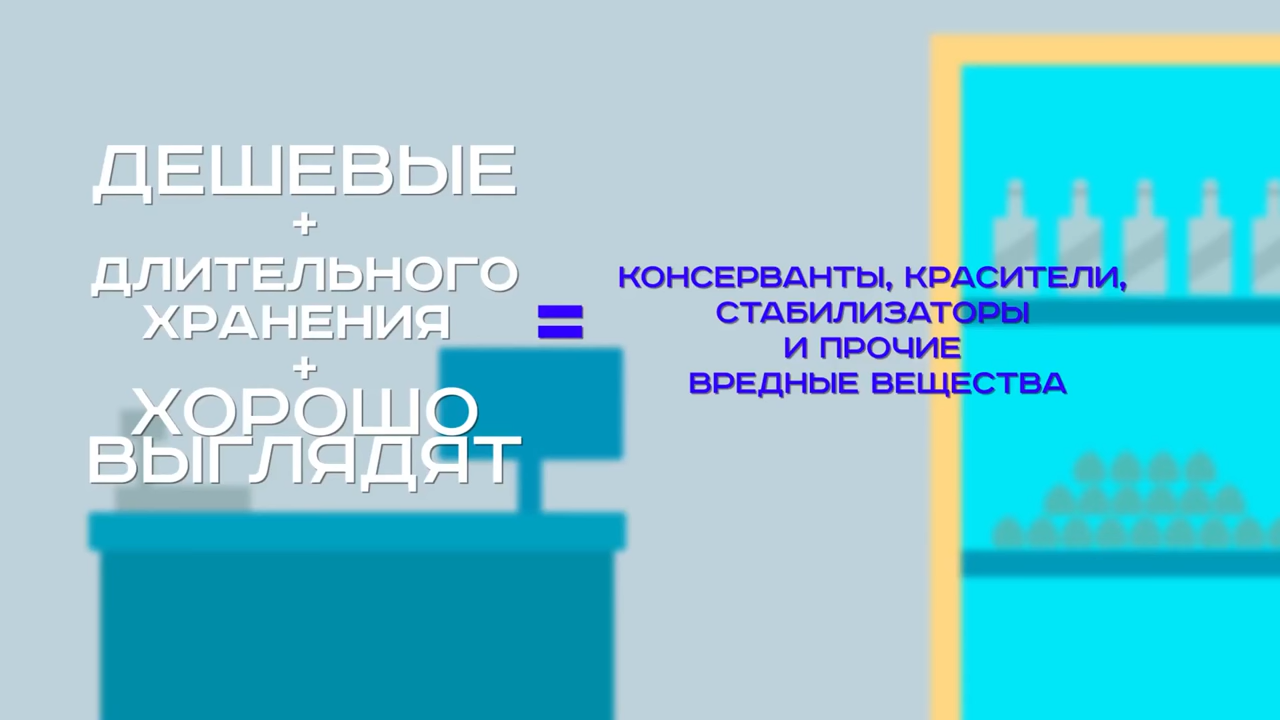 ДЕШЕВЫЕ
+
ДЛИТЕЛЬНОГО
ХРАНЕНИЯ
+
ХОРОШО
ВЫГЛЯДЯТ
=
КОНСЕРВАНТЫ, КРАСИТЕЛИ,
СТАБИЛИЗАТОРЫ
И ПРОЧИЕ
ВРЕДНЫЕ ВЕЩЕСТВА